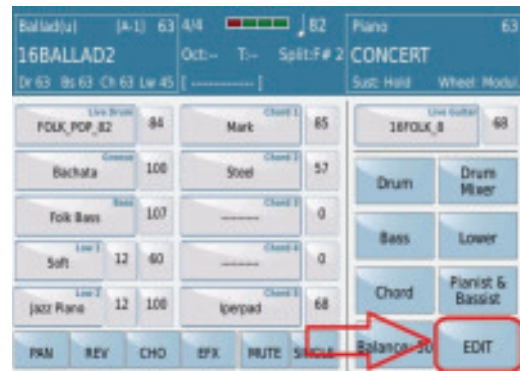 Ballad(u) [A-1] 63 4/4 82 Piano 63
16BALLAD2 Oct:-- T:-- Split:F# 2 CONCERT
Dr 63 Bs 63 Ch 63 Lw 45 [ ------------ ] Sust: Hold Wheel: Modul
Live Drum Chord 1 Live Guitar
FOLK_POP_82 84 Mark 85 16FOLK_8 68
Groove Chord 2
Bachata 100 Steel 57 Drum Drum Mixer
Bass Chord 3
Folk Bass 107 ------ 0 Bass Lower
Low 1 Chord 4
Soft 12 60 ------ 0 Chord Pianist & Bassist
Low 2 Chord 5
Jazz Piano 12 100 Iperpad 68
PAN REV CHO EFX MUTE SINGLE Balance: 50 EDIT